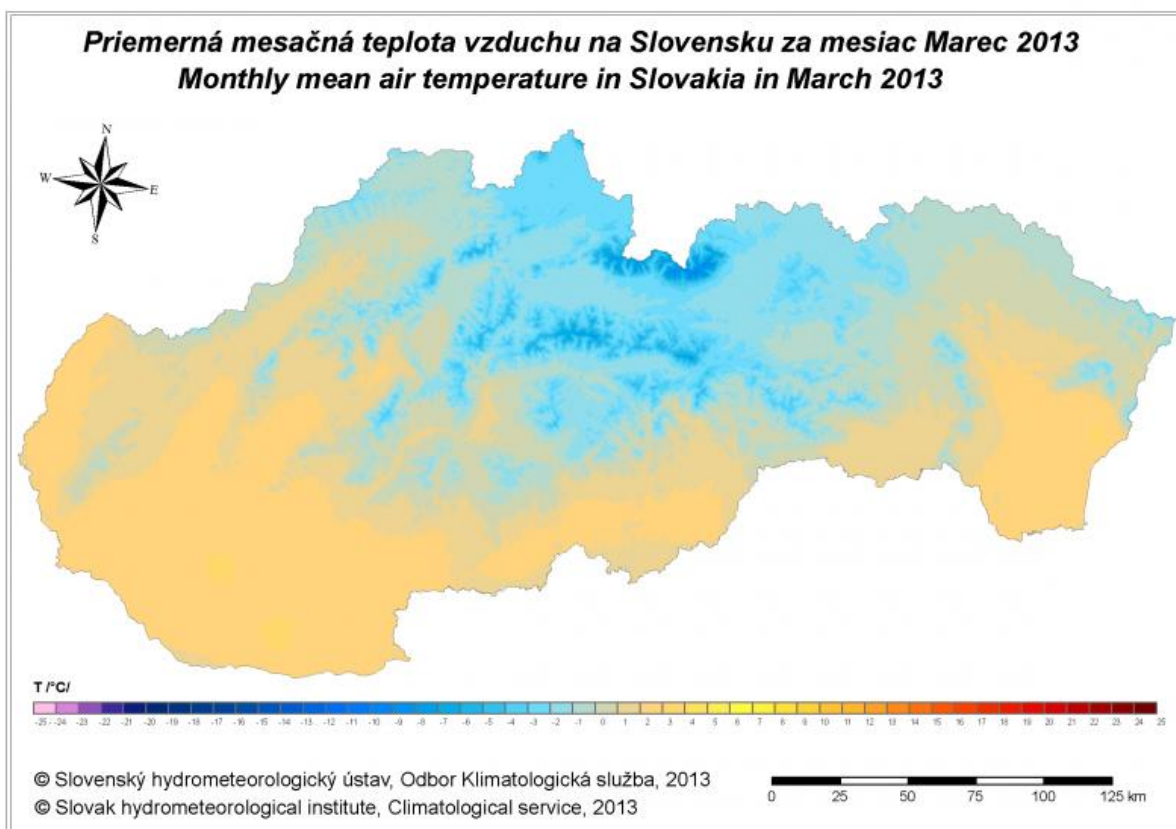 Priemerná mesačná teplota vzduchu na Slovensku za mesiac Marec 2013
Monthly mean air temperature in Slovakia in March 2013
N
W
E
S
T /°C/
-25 -24 -23 -22 -21 -20 -19 -18 -17 -16 -15 -14 -13 -12 -11 -10 -9 -8 -7 -6 -5 -4 -3 -2 -1 0 1 2 3 4 5 6 7 8 9 10 11 12 13 14 15 16 17 18 19 20 21 22 23 24 25
© Slovenský hydrometeorologický ústav, Odbor Klimatologická služba, 2013
© Slovak hydrometeorological institute, Climatological service, 2013
0 25 50 75 100 125 km